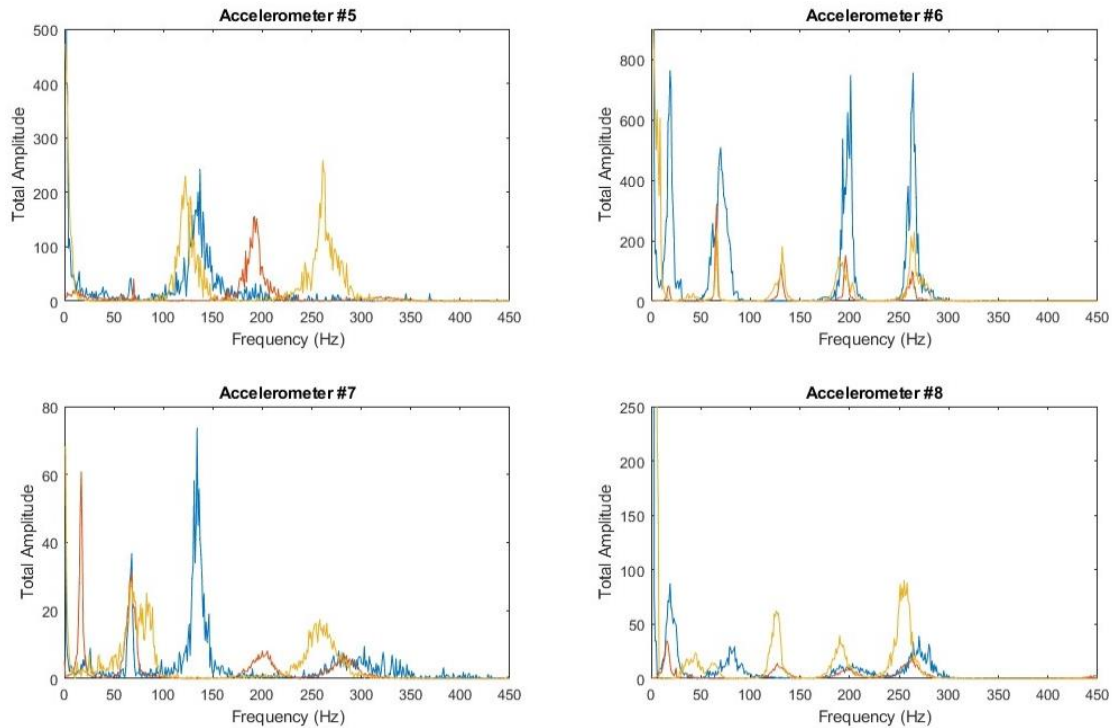 Accelerometer #5
500
400
300
200
100
0
Total Amplitude
0 50 100 150 200 250 300 350 400 450
Frequency (Hz)
Accelerometer #6
800
600
400
200
0
Total Amplitude
0 50 100 150 200 250 300 350 400 450
Frequency (Hz)
Accelerometer #7
80
60
40
20
0
Total Amplitude
0 50 100 150 200 250 300 350 400 450
Frequency (Hz)
Accelerometer #8
250
200
150
100
50
0
Total Amplitude
0 50 100 150 200 250 300 350 400 450
Frequency (Hz)